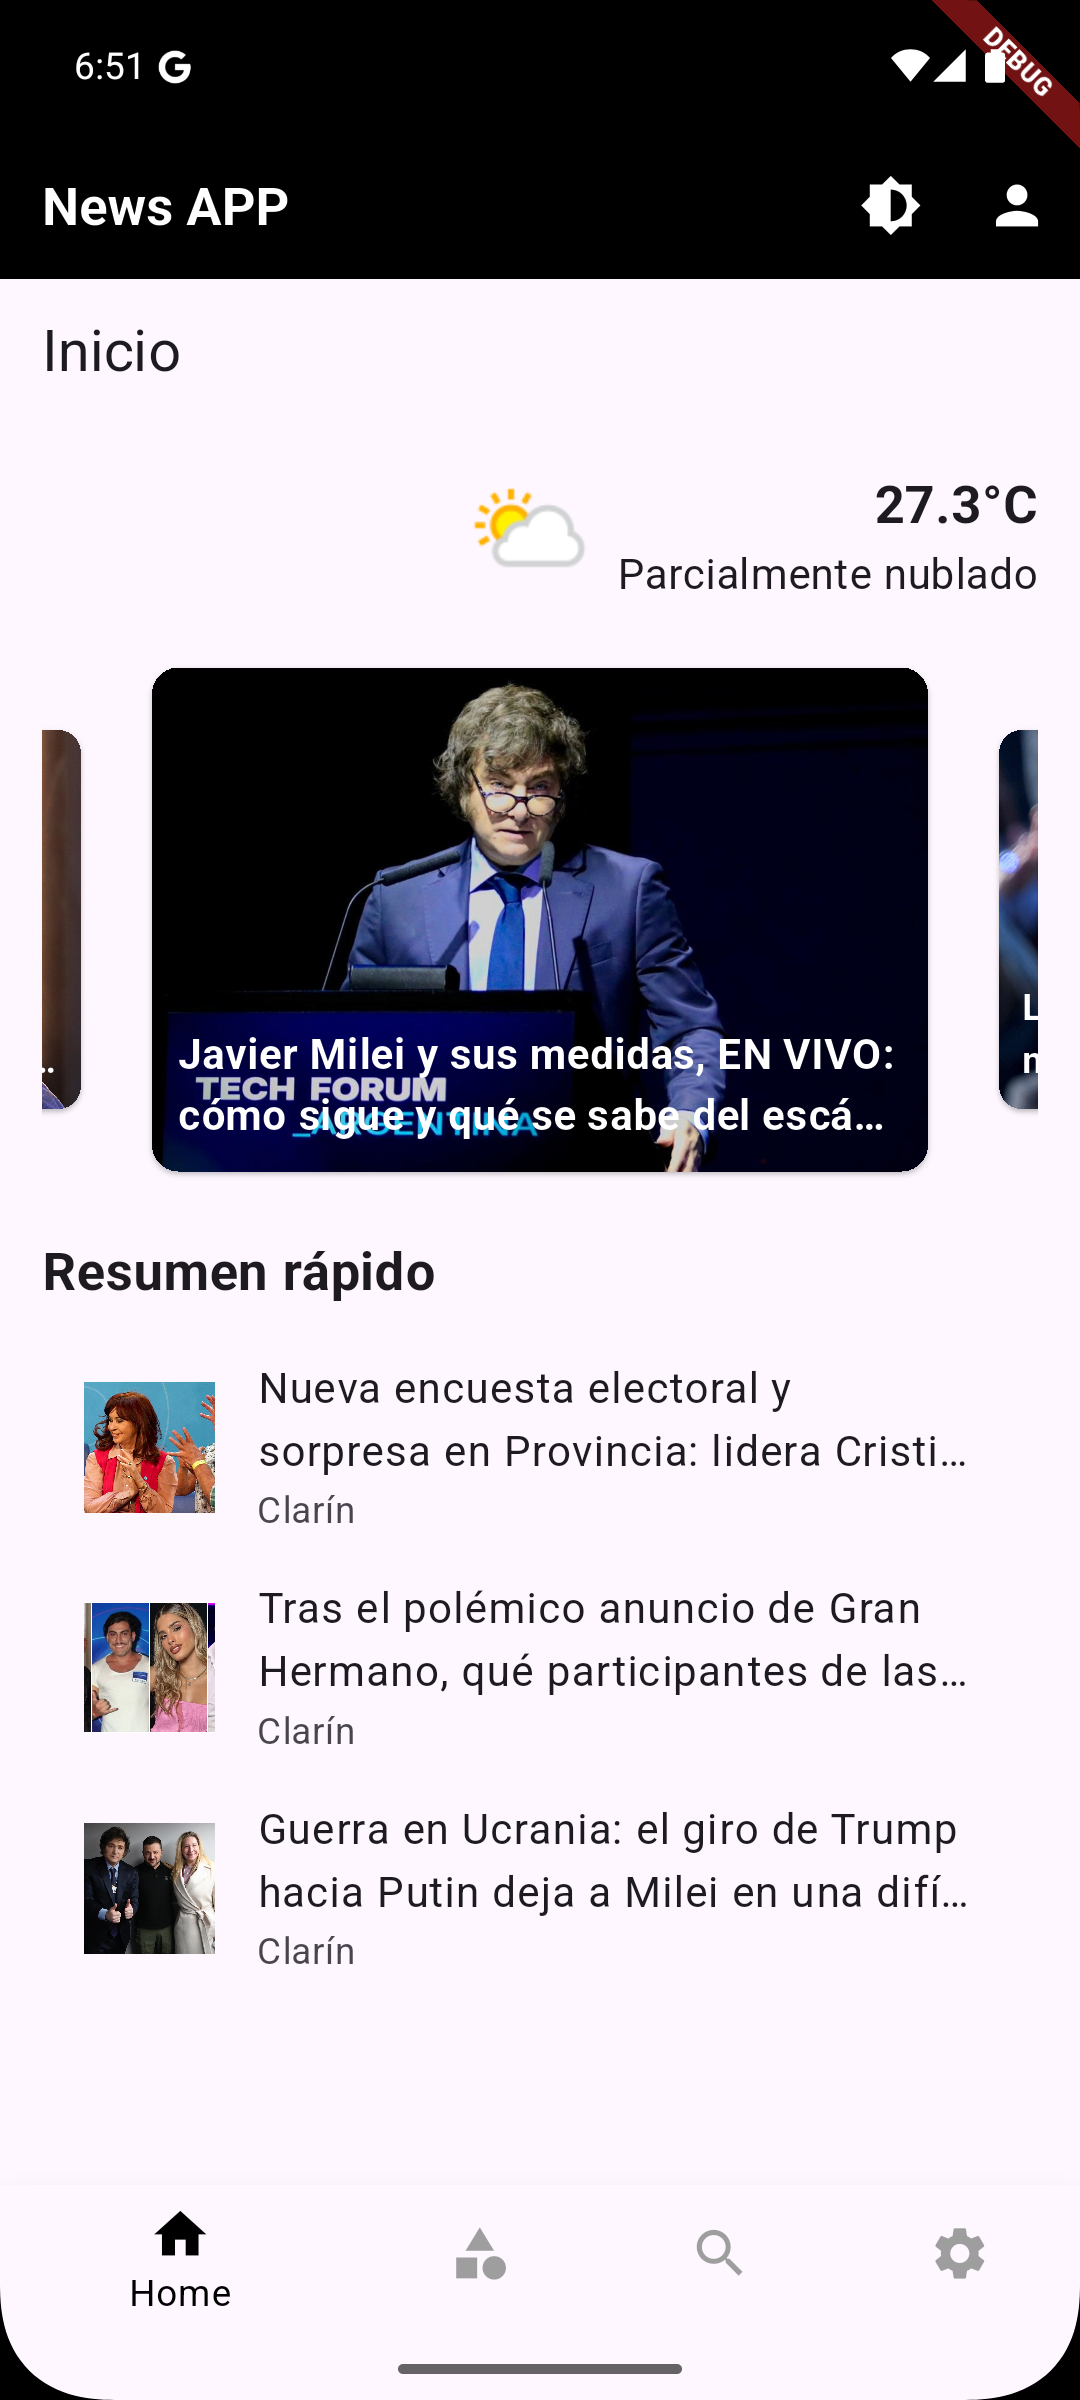 6:51
DEBUG
News APP
Inicio
27.3°C
Parcialmente nublado
Javier Milei y sus medidas, EN VIVO:
cómo sigue y qué se sabe del escá…
TECH FORUM
_ARGENTINA
Resumen rápido
Nueva encuesta electoral y
sorpresa en Provincia: lidera Cristi…
Clarín
Tras el polémico anuncio de Gran
Hermano, qué participantes de las…
Clarín
Guerra en Ucrania: el giro de Trump
hacia Putin deja a Milei en una difí…
Clarín
Home